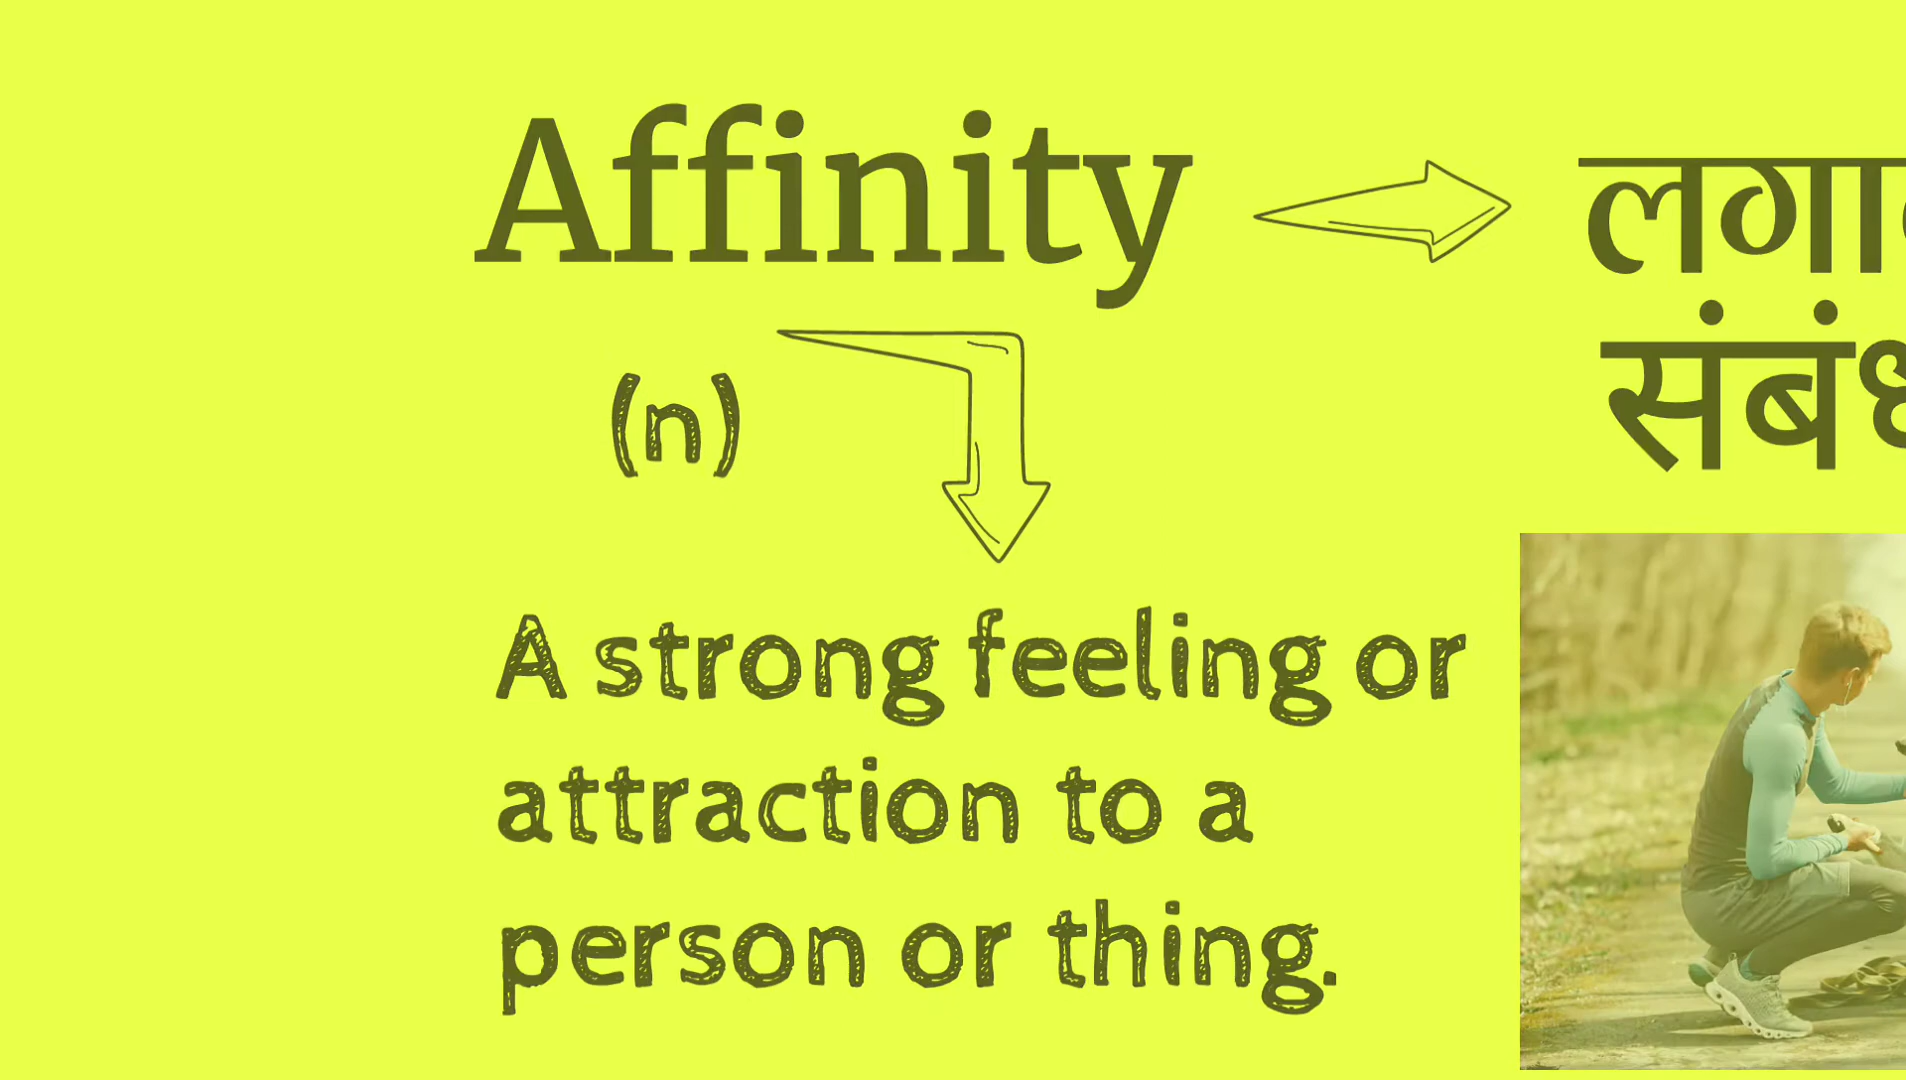 Affinity
(n)
A strong feeling or
attraction to a
person or thing.